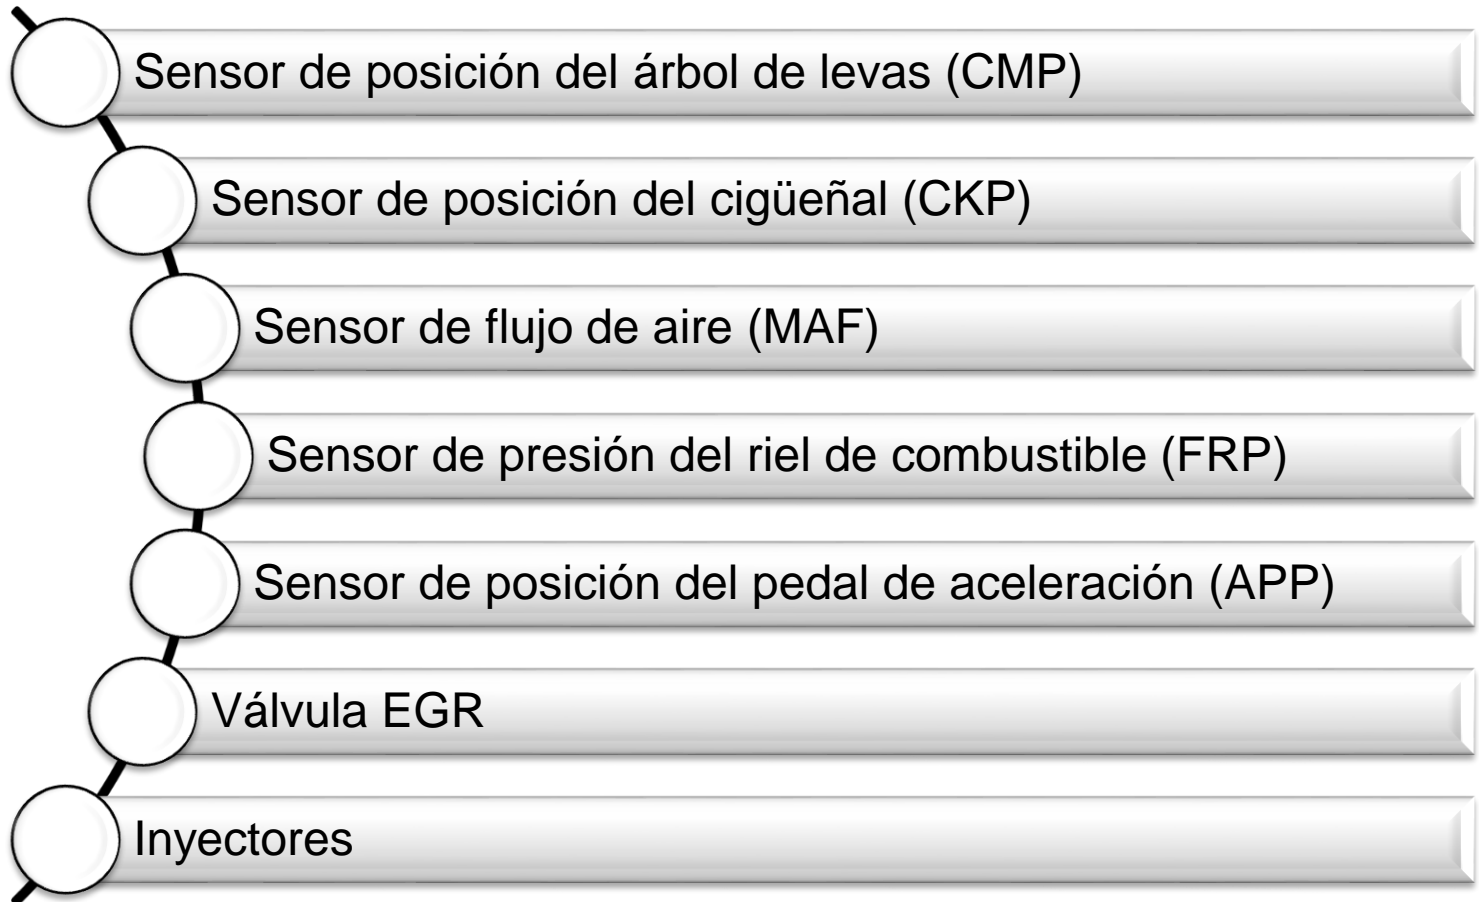 Sensor de posición del árbol de levas (CMP)
Sensor de posición del cigüeñal (CKP)
Sensor de flujo de aire (MAF)
Sensor de presión del riel de combustible (FRP)
Sensor de posición del pedal de aceleración (APP)
Válvula EGR
Inyectores